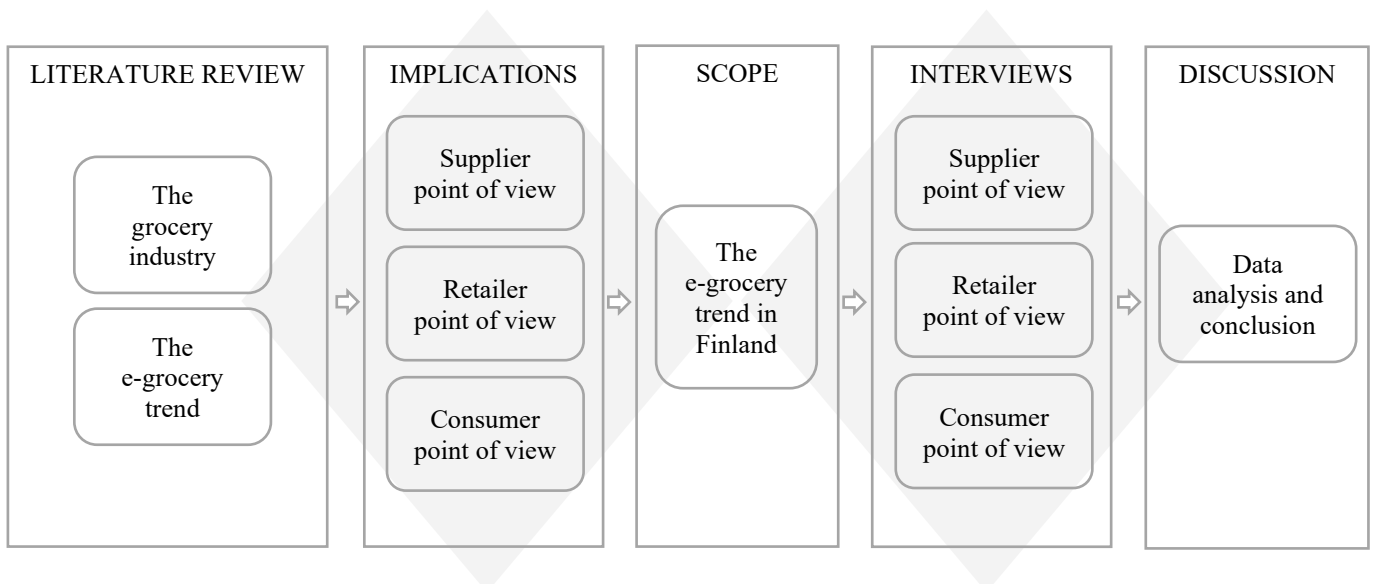 LITERATURE REVIEW
The
grocery
industry
The
e-grocery
trend
IMPLICATIONS
Supplier
point of view
Retailer
point of view
Consumer
point of view
SCOPE
The
e-grocery
trend in
Finland
INTERVIEWS
Supplier
point of view
Retailer
point of view
Consumer
point of view
DISCUSSION
Data
analysis and
conclusion